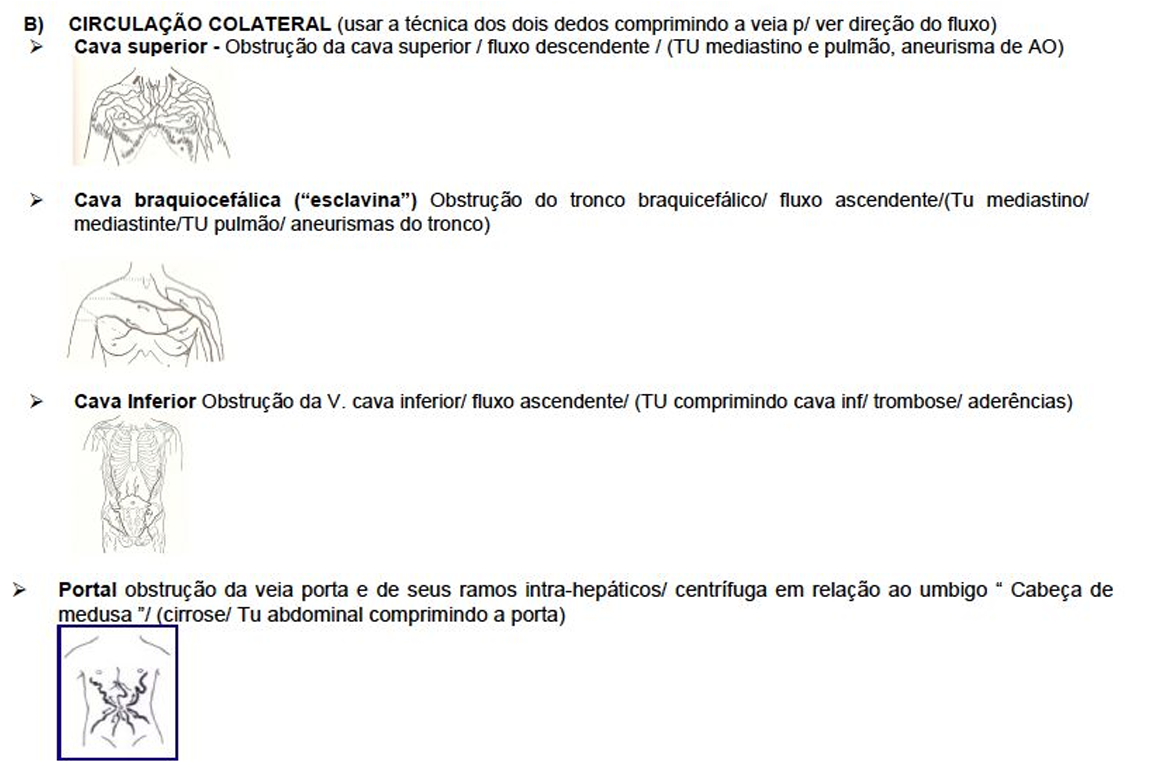 B) CIRCULAÇÃO COLATERAL (usar a técnica dos dois dedos comprimindo a veia p/ ver direção do fluxo)
➢ Cava superior - Obstrução da cava superior / fluxo descendente / (TU mediastino e pulmão, aneurisma de AO)
➢ Cava braquiocefálica (“esclavina”) Obstrução do tronco braquicefálico/ fluxo ascendente/(Tu mediastino/
mediastinte/TU pulmão/ aneurismas do tronco)
➢ Cava Inferior Obstrução da V. cava inferior/ fluxo ascendente/ (TU comprimindo cava inf/ trombose/ aderências)
➢ Portal obstrução da veia porta e de seus ramos intra-hepáticos/ centrífuga em relação ao umbigo “ Cabeça de
medusa ”/ (cirrose/ Tu abdominal comprimindo a porta)